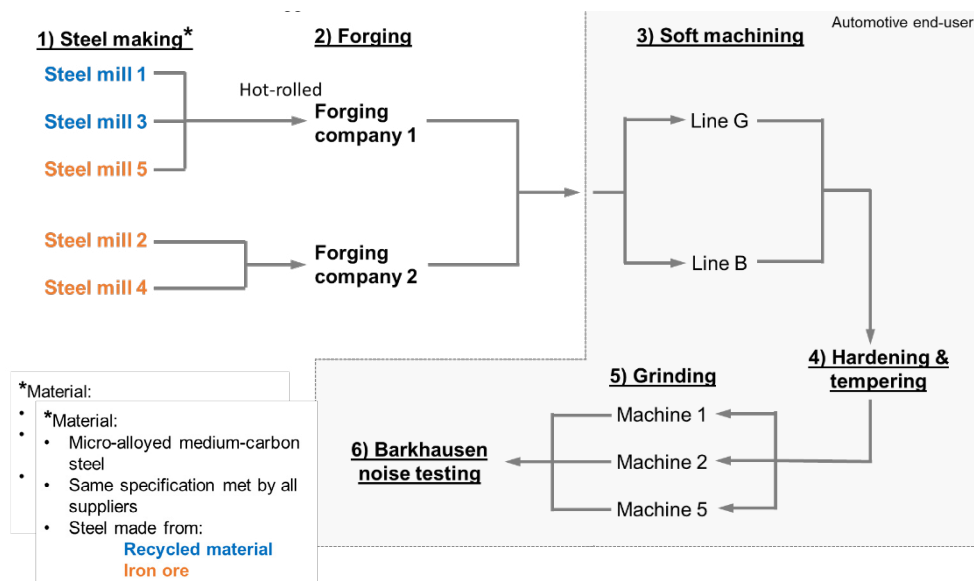 Automotive end-user
1) Steel making*
2) Forging
3) Soft machining
Steel mill 1
Steel mill 3
Steel mill 5
Hot-rolled
Forging
company 1
Line G
Steel mill 2
Steel mill 4
Forging
company 2
Line B
4) Hardening &
tempering
5) Grinding
Machine 1
Machine 2
Machine 5
6) Barkhausen
noise testing
*Material:
•
•
•
*Material:
• Micro-alloyed medium-carbon
steel
• Same specification met by all
suppliers
• Steel made from:
Recycled material
Iron ore